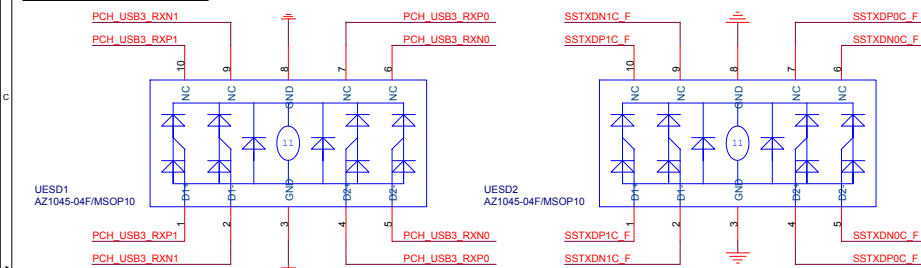 PCH_USB3_RXN1 PCH_USB3_RXP0 SSTXDN1C_F SSTXDP0C_F
PCH_USB3_RXP1 PCH_USB3_RXN0 SSTXDP1C_F SSTXDN0C_F
10 9 8 7 6 10 9 8 7 6
C
NC NC GND NC NC NC NC GND NC NC
11 11
D1+ D1- GND D2+ D2- D1+ D1- GND D2+ D2-
UESD1 UESD2
AZ1045-04F/MSOP10 AZ1045-04F/MSOP10
1 2 3 4 5 1 2 3 4 5
PCH_USB3_RXP1 PCH_USB3_RXN0 SSTXDP1C_F SSTXDN0C_F
PCH_USB3_RXN1 PCH_USB3_RXP0 SSTXDN1C_F SSTXDP0C_F